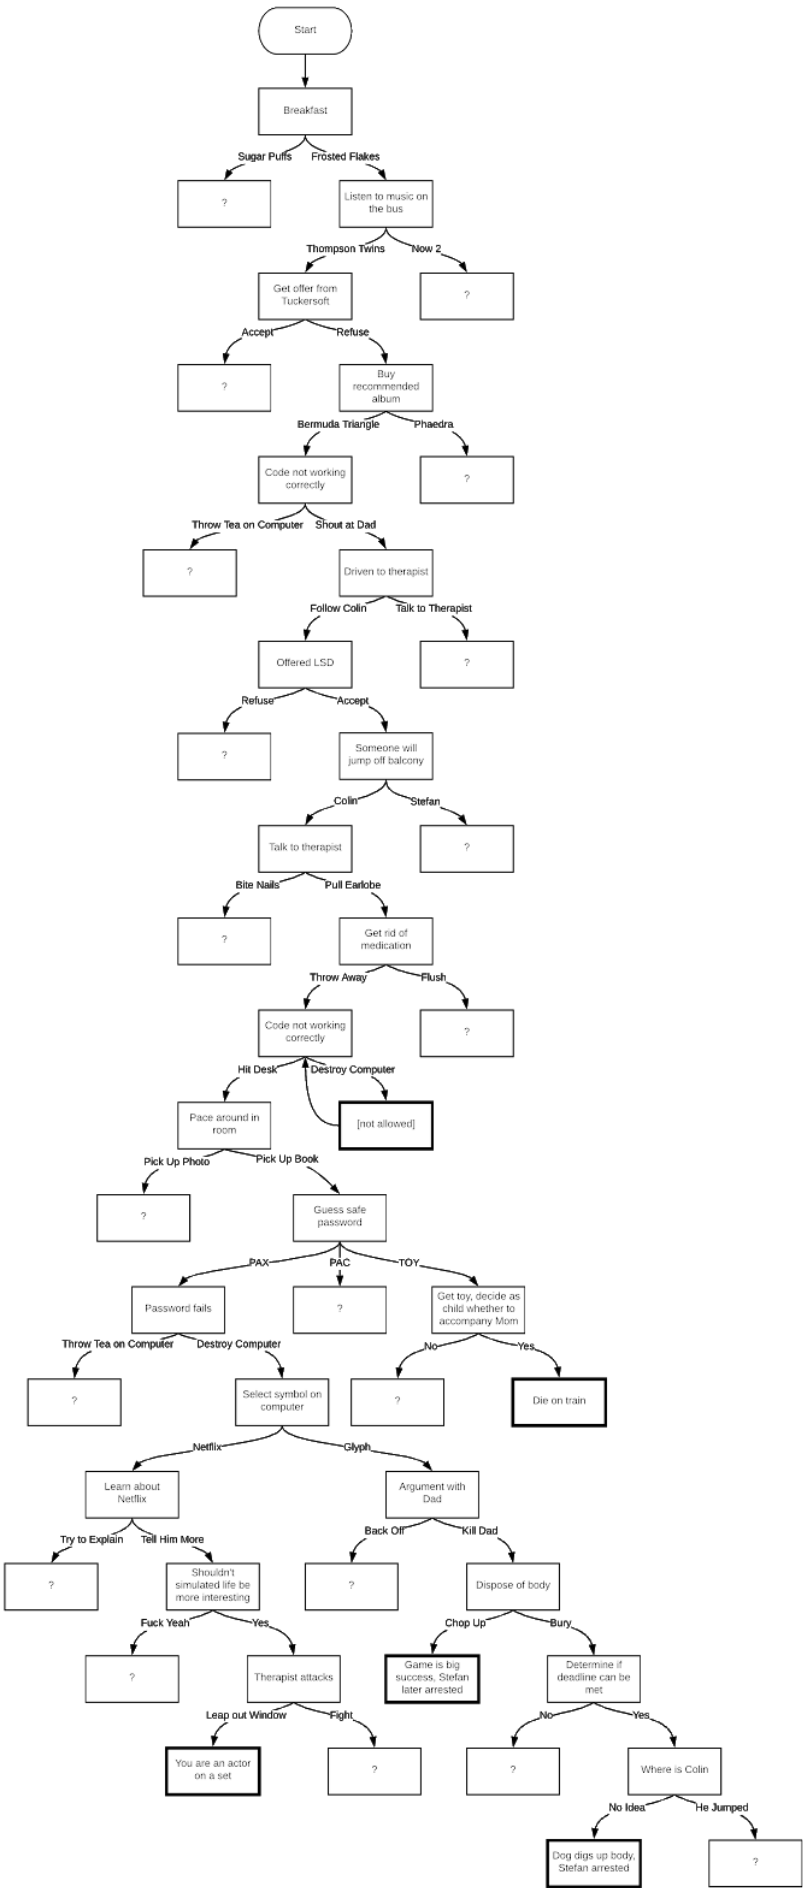 Start
Breakfast
Sugar Puffs
Frosted Flakes
?
Listen to music on
the bus
Thompson Twins
Now 2
Get offer from
Tuckersoft
?
Accept
Refuse
?
Buy
recommended
album
Bermuda Triangle
Phaedra
Code not working
correctly
?
Throw Tea on Computer
Shout at Dad
?
Driven to therapist
Follow Colin
Talk to Therapist
Offered LSD
?
Refuse
Accept
?
Someone will
jump off balcony
Colin
Stefan
Talk to therapist
?
Bite Nails
Pull Earlobe
?
Get rid of
medication
Throw Away
Flush
Code not working
correctly
?
Hit Desk
Destroy Computer
Pace around in
room
[not allowed]
Pick Up Photo
Pick Up Book
?
Guess safe
password
PAX
PAC
TOY
Password fails
?
Get toy, decide as
child whether to
accompany Mom
Throw Tea on Computer
Destroy Computer
No
Yes
?
Select symbol on
computer
?
Die on train
Netflix
Glyph
Learn about
Netflix
Argument with
Dad
Try to Explain
Tell Him More
Back Off
Kill Dad
?
Shouldn't
simulated life be
more interesting
?
Dispose of body
Fuck Yeah
Yes
Chop Up
Bury
?
Therapist attacks
Game is big
success, Stefan
later arrested
Determine if
deadline can be
met
Leap out Window
Fight
No
Yes
You are an actor
on a set
?
?
Where is Colin
No Idea
He Jumped
Dog digs up body,
Stefan arrested
?